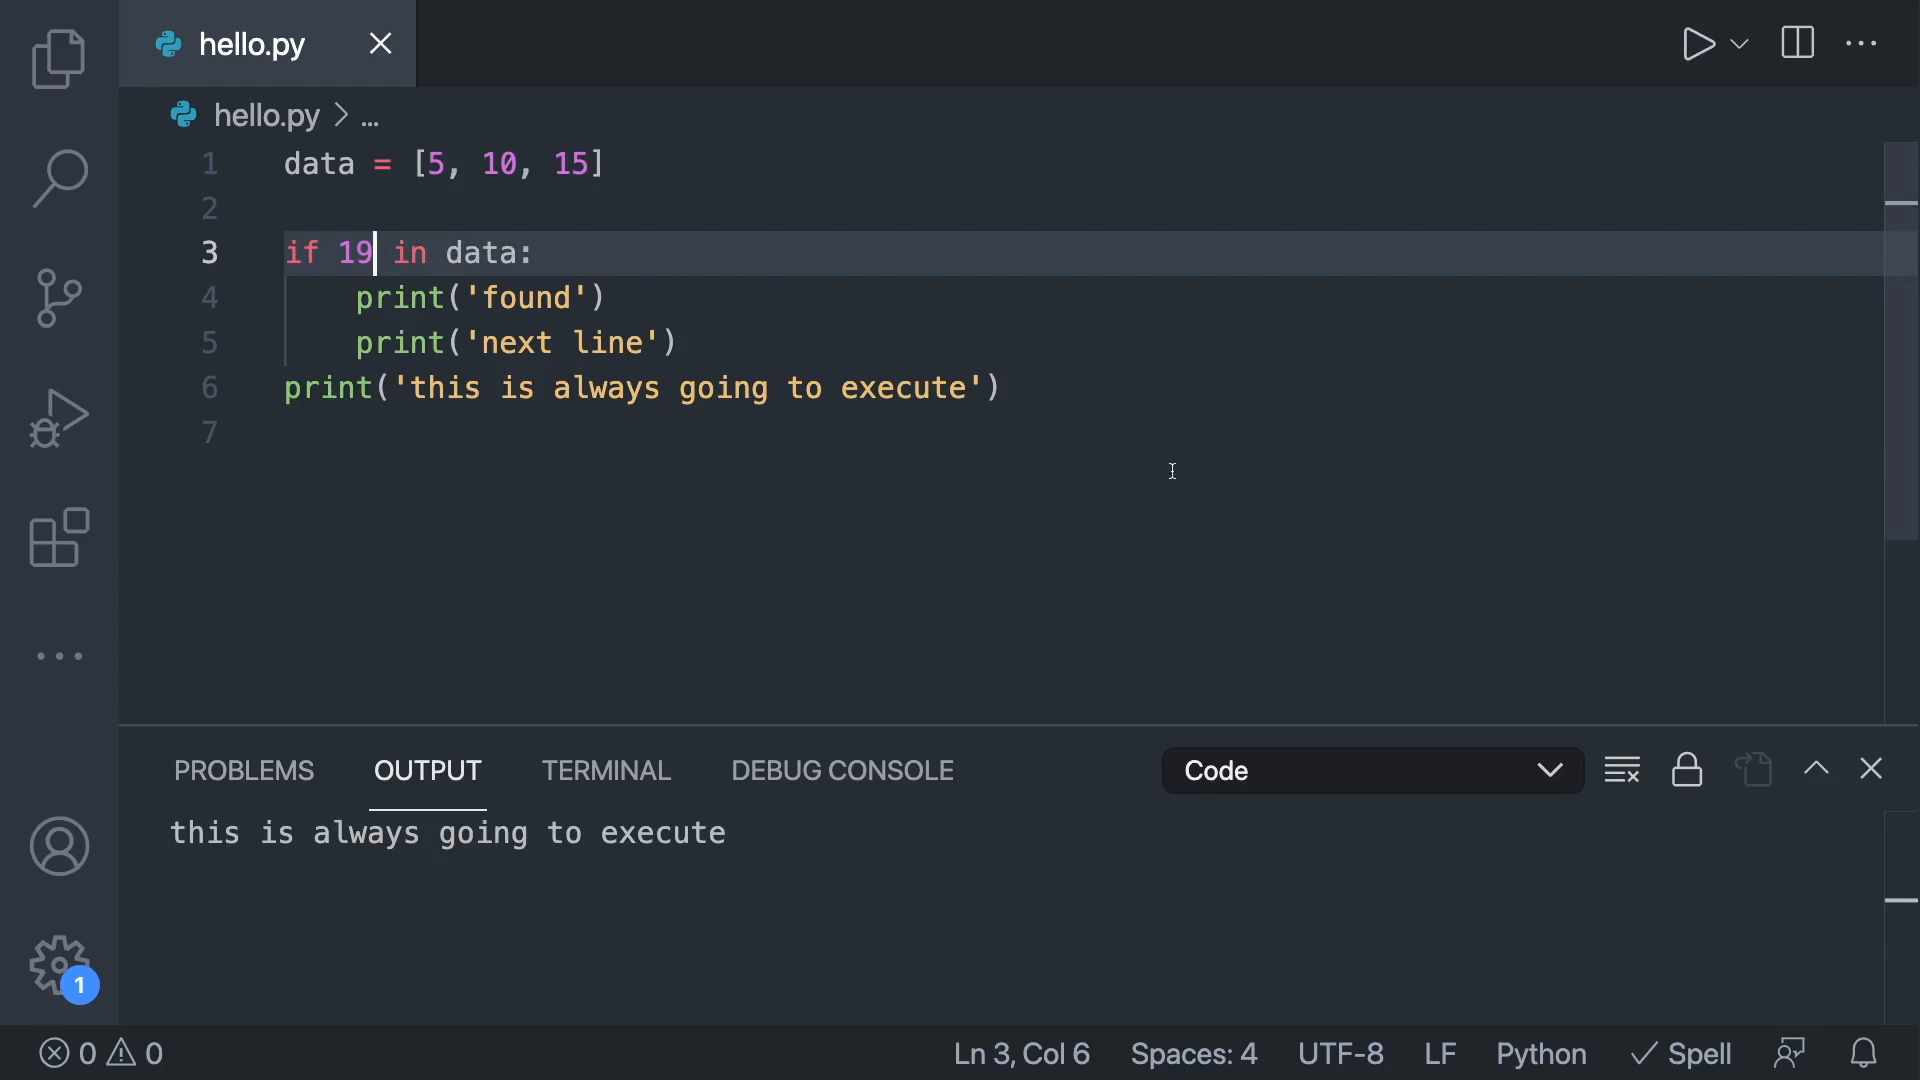 hello.py
hello.py > ...
1 data = [5, 10, 15]
2
3 if 19 in data:
4     print('found')
5     print('next line')
6 print('this is always going to execute')
7
PROBLEMS OUTPUT TERMINAL DEBUG CONSOLE Code
this is always going to execute
1
0 0 Ln 3, Col 6 Spaces: 4 UTF-8 LF Python Spell